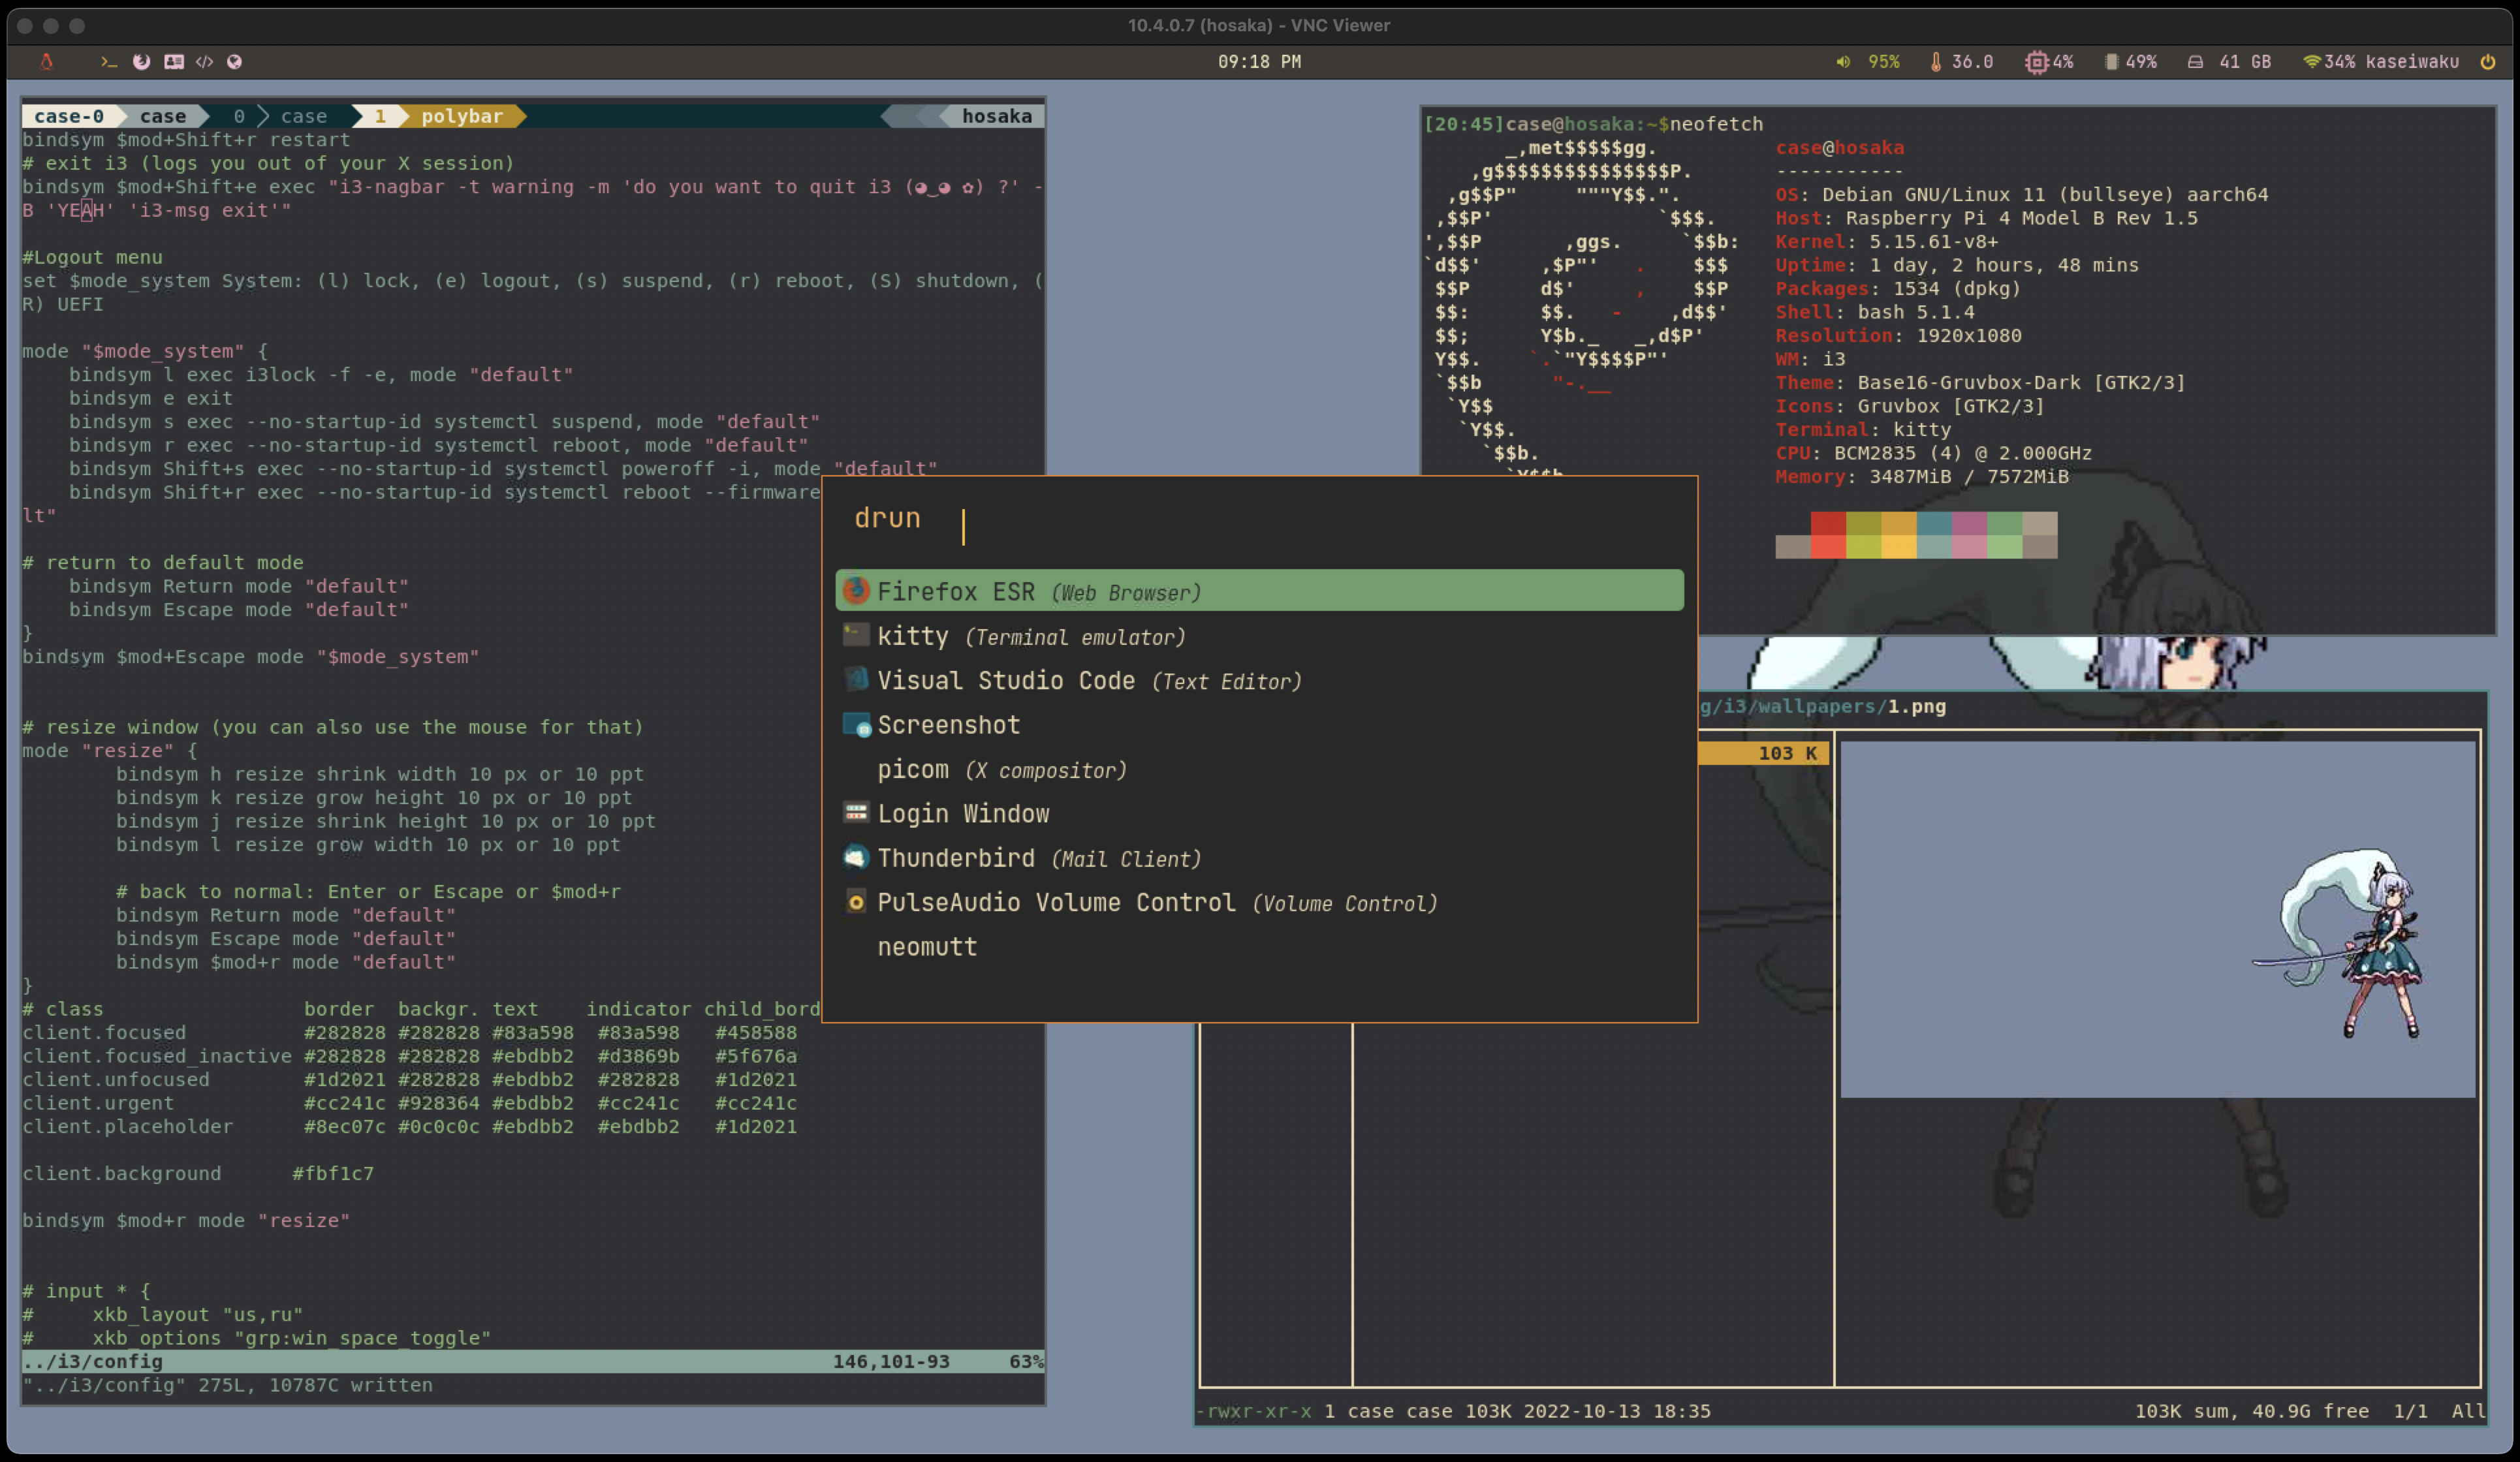 10.4.0.7 (hosaka) - VNC Viewer
09:18 PM
95% 36.0 4% 49% 41 GB 34% kaseiwaku
case-0 case 0 case 1 polybar hosaka
bindsym $mod+Shift+r restart
# exit i3 (logs you out of your X session)
bindsym $mod+Shift+e exec "i3-nagbar -t warning -m 'do you want to quit i3 (◕‿◕ ✿) ?' -
B 'YEAH' 'i3-msg exit'"
#Logout menu
set $mode_system System: (l) lock, (e) logout, (s) suspend, (r) reboot, (S) shutdown, (
R) UEFI
mode "$mode_system" {
    bindsym l exec i3lock -f -e, mode "default"
    bindsym e exit
    bindsym s exec --no-startup-id systemctl suspend, mode "default"
    bindsym r exec --no-startup-id systemctl reboot, mode "default"
    bindsym Shift+s exec --no-startup-id systemctl poweroff -i, mode "default"
    bindsym Shift+r exec --no-startup-id systemctl reboot --firmware
lt"
# return to default mode
    bindsym Return mode "default"
    bindsym Escape mode "default"
}
bindsym $mod+Escape mode "$mode_system"
# resize window (you can also use the mouse for that)
mode "resize" {
        bindsym h resize shrink width 10 px or 10 ppt
        bindsym k resize grow height 10 px or 10 ppt
        bindsym j resize shrink height 10 px or 10 ppt
        bindsym l resize grow width 10 px or 10 ppt
        # back to normal: Enter or Escape or $mod+r
        bindsym Return mode "default"
        bindsym Escape mode "default"
        bindsym $mod+r mode "default"
}
# class                 border  backgr. text    indicator child_bord
client.focused          #282828 #282828 #83a598  #83a598   #458588
client.focused_inactive #282828 #282828 #ebdbb2  #d3869b   #5f676a
client.unfocused        #1d2021 #282828 #ebdbb2  #282828   #1d2021
client.urgent           #cc241c #928364 #ebdbb2  #cc241c   #cc241c
client.placeholder      #8ec07c #0c0c0c #ebdbb2  #ebdbb2   #1d2021
client.background      #fbf1c7
bindsym $mod+r mode "resize"
# input * {
#     xkb_layout "us,ru"
#     xkb_options "grp:win_space_toggle"
../i3/config 146,101-93 63%
"../i3/config" 275L, 10787C written
[20:45]case@hosaka:~$neofetch
       _,met$$$$$gg.
    ,g$$$$$$$$$$$$$$$P.
  ,g$$P"     """Y$$.".
 ,$$P'              `$$$.
',$$P       ,ggs.     `$$b:
`d$$'     ,$P"'   .    $$$
 $$P      d$'     ,    $$P
 $$:      $$.   -    ,d$$'
 $$;      Y$b._   _,d$P'
 Y$$.    `.`"Y$$$$P"'
 `$$b      "-.__
  `Y$$
   `Y$$.
     `$$b.
       `Y$$b
case@hosaka
-----------
OS: Debian GNU/Linux 11 (bullseye) aarch64
Host: Raspberry Pi 4 Model B Rev 1.5
Kernel: 5.15.61-v8+
Uptime: 1 day, 2 hours, 48 mins
Packages: 1534 (dpkg)
Shell: bash 5.1.4
Resolution: 1920x1080
WM: i3
Theme: Base16-Gruvbox-Dark [GTK2/3]
Icons: Gruvbox [GTK2/3]
Terminal: kitty
CPU: BCM2835 (4) @ 2.000GHz
Memory: 3487MiB / 7572MiB
drun
Firefox ESR (Web Browser)
kitty (Terminal emulator)
Visual Studio Code (Text Editor)
Screenshot
picom (X compositor)
Login Window
Thunderbird (Mail Client)
PulseAudio Volume Control (Volume Control)
neomutt
g/i3/wallpapers/1.png
103 K
-rwxr-xr-x 1 case case 103K 2022-10-13 18:35 103K sum, 40.9G free 1/1 All